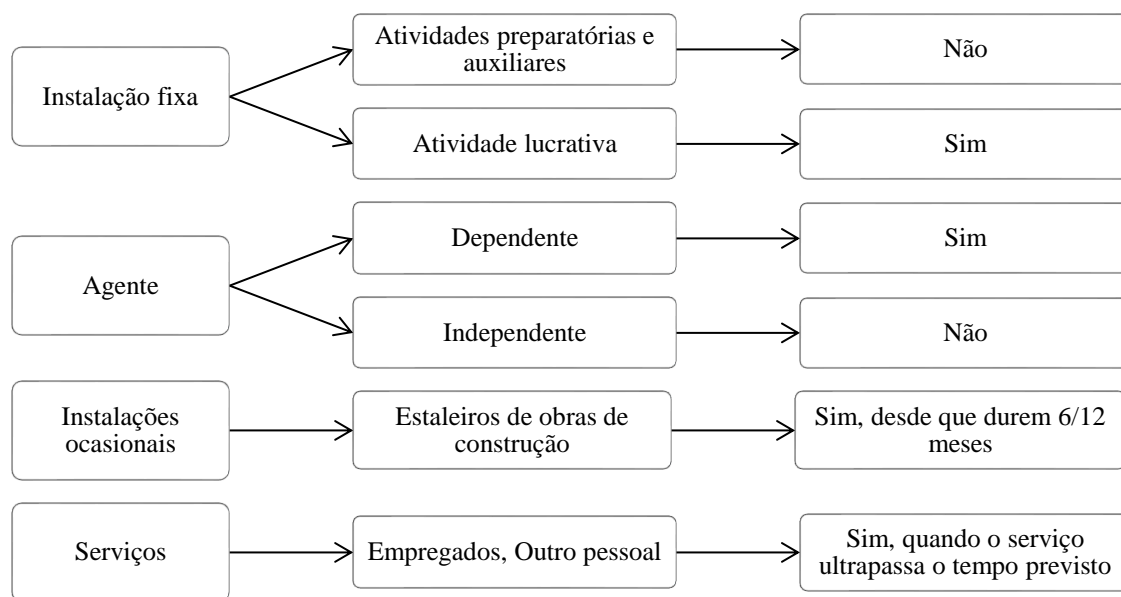 Atividades preparatórias e
auxiliares
Não
Instalação fixa
Atividade lucrativa
Sim
Dependente
Sim
Agente
Independente
Não
Instalações
ocasionais
Estaleiros de obras de
construção
Sim, desde que durem 6/12
meses
Serviços
Empregados, Outro pessoal
Sim, quando o serviço
ultrapassa o tempo previsto